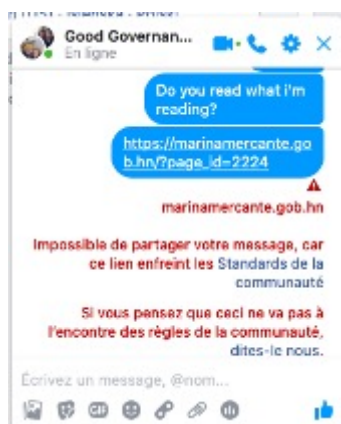 Good Governan...
En ligne
Do you read what i'm
reading?
https://marinamercante.go
b.hn/?page_id=2224
marinamercante.gob.hn
Impossible de partager votre message, car
ce lien enfreint les Standards de la
communauté
Si vous pensez que ceci ne va pas à
l'encontre des règles de la communauté,
dites-le nous.
Écrivez un message, @nom...
GIF